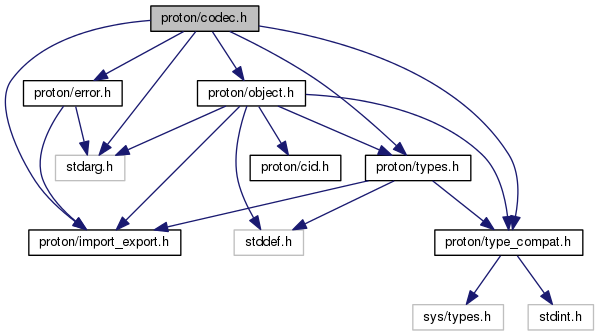 proton/codec.h
proton/error.h
proton/object.h
stdarg.h
proton/cid.h
proton/types.h
proton/import_export.h
stddef.h
proton/type_compat.h
sys/types.h
stdint.h